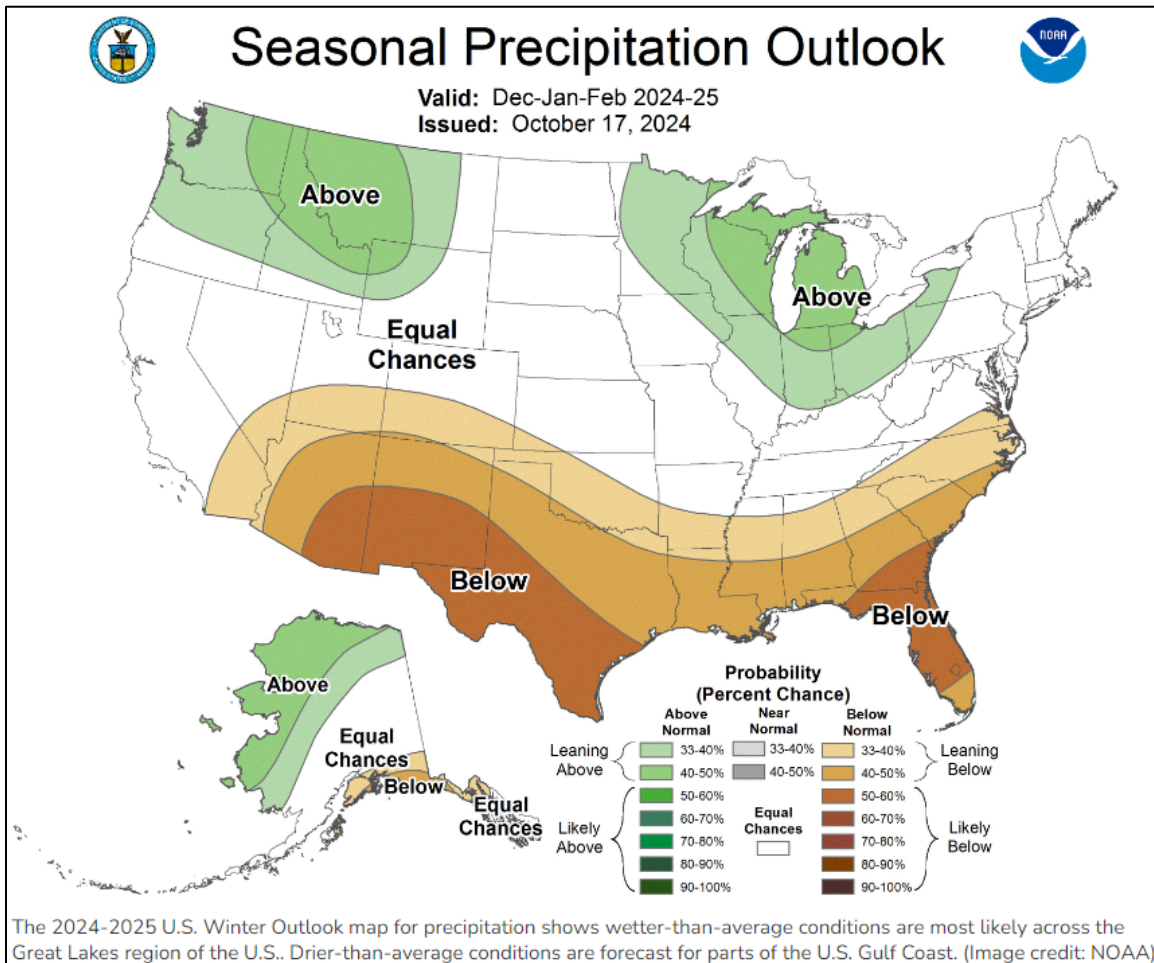 NOAA
Seasonal Precipitation Outlook
Valid: Dec-Jan-Feb 2024-25
Issued: October 17, 2024
Above
Above
Equal
Chances
Below
Below
Above
Equal
Chances
Below
Equal
Chances
Probability
(Percent Chance)
Above
Normal
Near
Normal
Below
Normal
Leaning
Above
33-40%
33-40%
33-40%
Leaning
Below
40-50%
40-50%
40-50%
Likely
Above
50-60%
60-70%
70-80%
80-90%
90-100%
Equal
Chances
50-60%
60-70%
70-80%
80-90%
90-100%
Likely
Below
The 2024-2025 U.S. Winter Outlook map for precipitation shows wetter-than-average conditions are most likely across the
Great Lakes region of the U.S.. Drier-than-average conditions are forecast for parts of the U.S. Gulf Coast. (Image credit: NOAA)